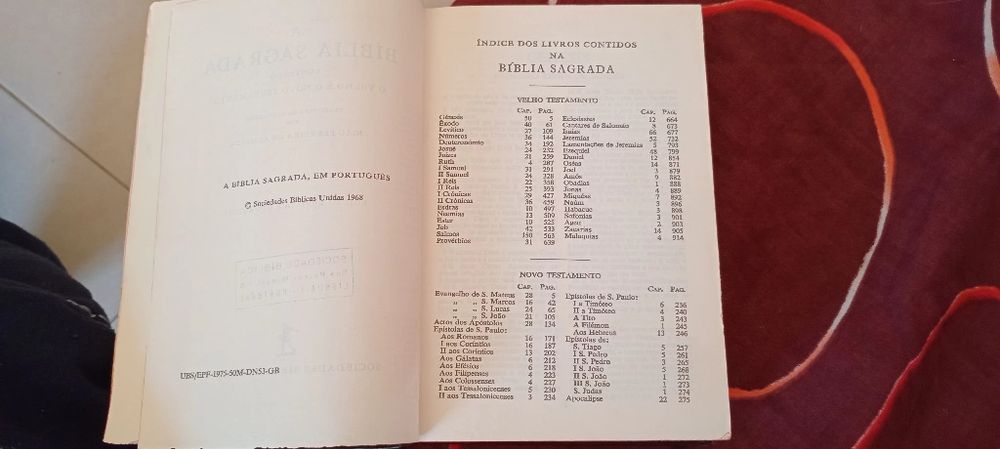 A BÍBLIA SAGRADA, EM PORTUGUÊS
© Sociedades Bíblicas Unidas 1968
UBS/EPF-1975-50M-DN53-GB
ÍNDICE DOS LIVROS CONTIDOS
NA
BÍBLIA SAGRADA
VELHO TESTAMENTO
CAP. PAG.
Génesis 50 5
Êxodo 40 61
Levítico 27 109
Números 36 144
Deuteronómio 34 192
Josué 24 232
Juízes 21 259
Ruth 4 287
I Samuel 31 291
II Samuel 24 328
I Reis 22 358
II Reis 25 393
I Crónicas 29 427
II Crónicas 36 459
Esdras 10 497
Neemias 13 509
Ester 10 525
Job 42 533
Salmos 150 563
Provérbios 31 639
CAP. PAG.
Eclesiastes 12 664
Cantares de Salomão 8 673
Isaías 66 677
Jeremias 52 732
Lamentações de Jeremias 5 793
Ezequiel 48 799
Daniel 12 854
Oséas 14 871
Joel 3 879
Amós 9 882
Obadias 1 888
Jonas 4 889
Miquéas 7 892
Naúm 3 896
Habacuc 3 898
Sofonias 3 901
Ageu 2 903
Zacarias 14 905
Malaquias 4 914
NOVO TESTAMENTO
CAP. PAG.
Evangelho de S. Mateus 28 5
„ „ S. Marcos 16 42
„ „ S. Lucas 24 65
„ „ S. João 21 105
Actos dos Apóstolos 28 134
Epístolas de S. Paulo:
Aos Romanos 16 171
I aos Coríntios 16 187
II aos Coríntios 13 202
Aos Gálatas 6 212
Aos Efésios 6 218
Aos Filipenses 4 223
Aos Colossenses 4 227
I aos Tessalonicenses 5 230
II aos Tessalonicenses 3 234
CAP. PAG.
Epístolas de S. Paulo:
I a Timóteo 6 236
II a Timóteo 4 240
A Tito 3 243
A Filémon 1 245
Aos Hebreus 13 246
Epístolas de:
S. Tiago 5 257
I S. Pedro 5 261
II S. Pedro 3 265
I S. João 5 268
II S. João 1 272
III S. João 1 273
S. Judas 1 274
Apocalipse 22 275